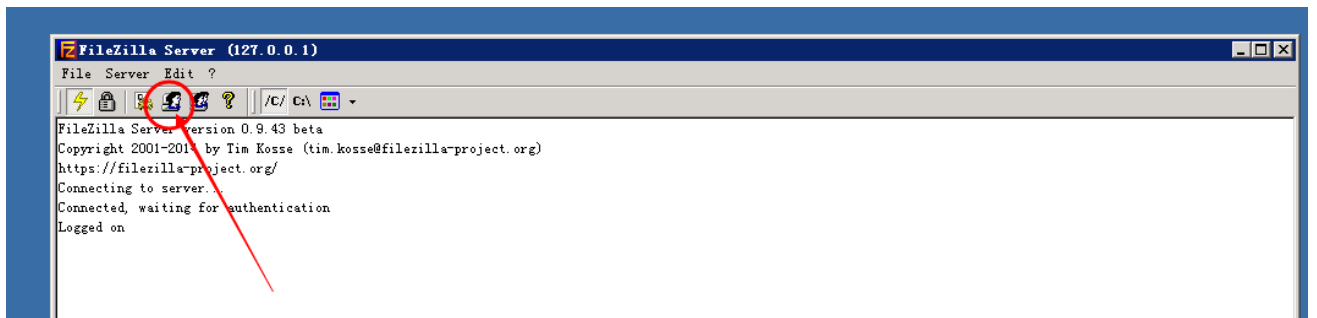 FileZilla Server (127.0.0.1)
File Server Edit ?
/C/ C:\
FileZilla Server version 0.9.43 beta
Copyright 2001-2014 by Tim Kosse (tim.kosse@filezilla-project.org)
https://filezilla-project.org/
Connecting to server...
Connected, waiting for authentication
Logged on